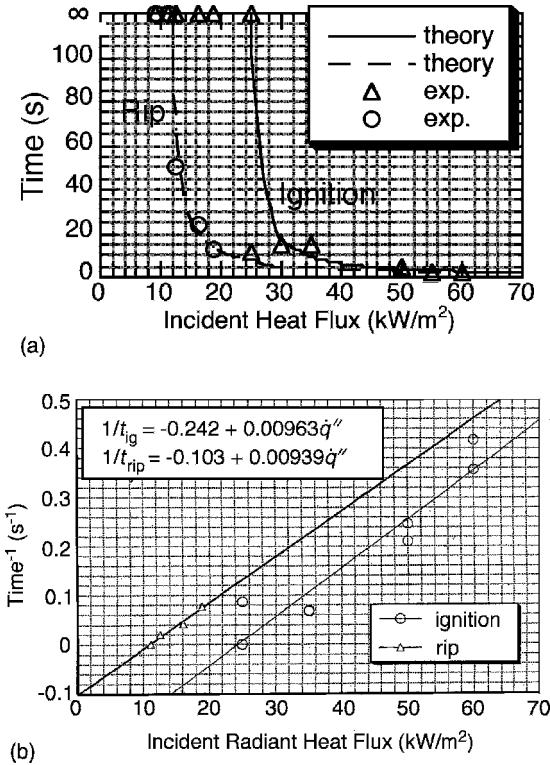 ∞
100
80
60
40
20
0
Time (s)
Rip
Ignition
theory
theory
exp.
exp.
0 10 19 30 40 50 60 70
Incident Heat Flux (kW/m²)
(a)
0.5
0.4
0.3
0.2
0.1
0
-0.1
Time⁻¹ (s⁻¹)
1/t_ig = -0.242 + 0.00963q̇″
1/t_rip = -0.103 + 0.00939q̇″
ignition
rip
0 10 20 30 40 50 60 70
Incident Radiant Heat Flux (kW/m²)
(b)